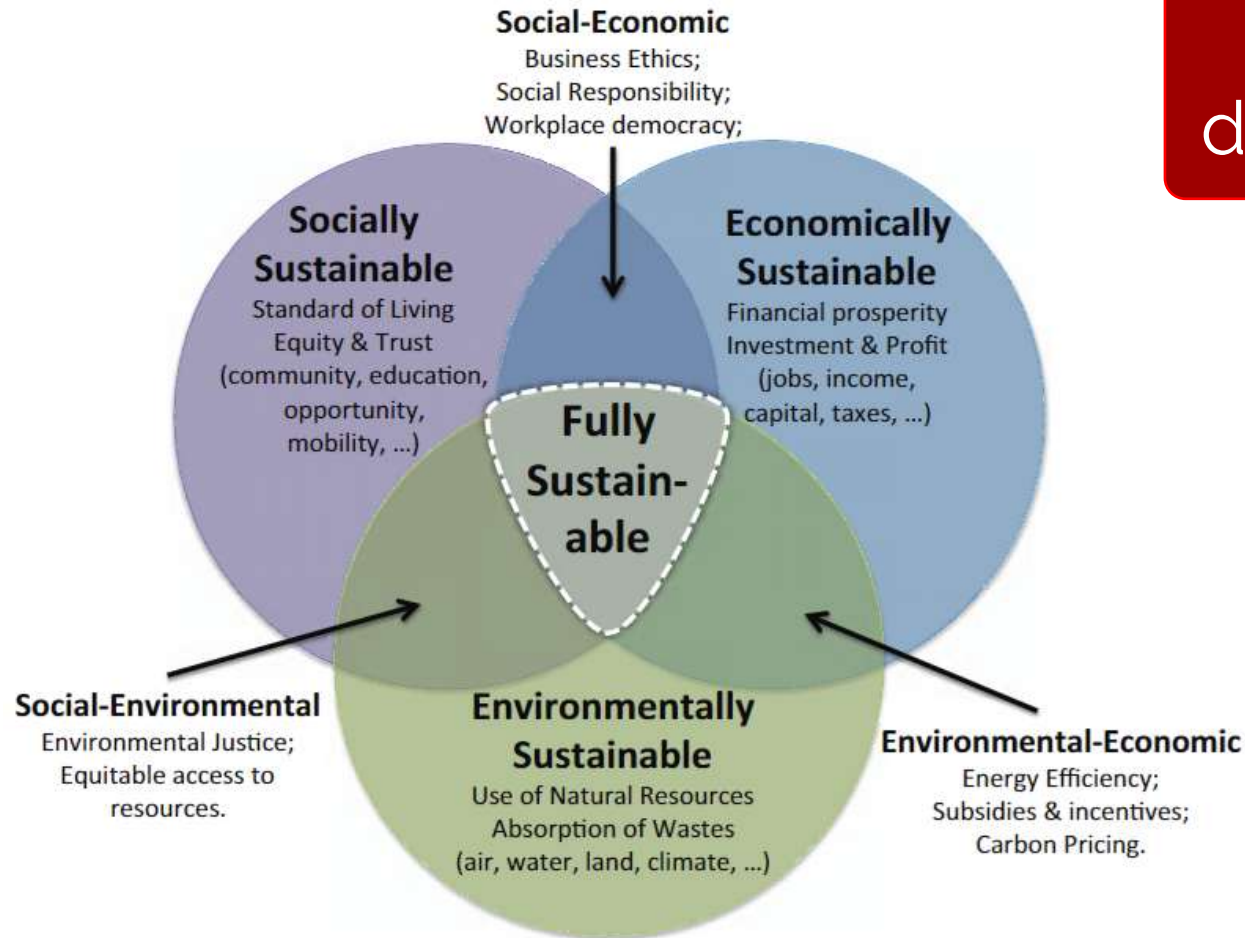 Social-Economic
Business Ethics;
Social Responsibility;
Workplace democracy;
d
Socially
Sustainable
Standard of Living
Equity & Trust
(community, education,
opportunity,
mobility, ...)
Economically
Sustainable
Financial prosperity
Investment & Profit
(jobs, income,
capital, taxes, ...)
Fully
Sustain-
able
Social-Environmental
Environmental Justice;
Equitable access to
resources.
Environmentally
Sustainable
Use of Natural Resources
Absorption of Wastes
(air, water, land, climate, ...)
Environmental-Economic
Energy Efficiency;
Subsidies & incentives;
Carbon Pricing.